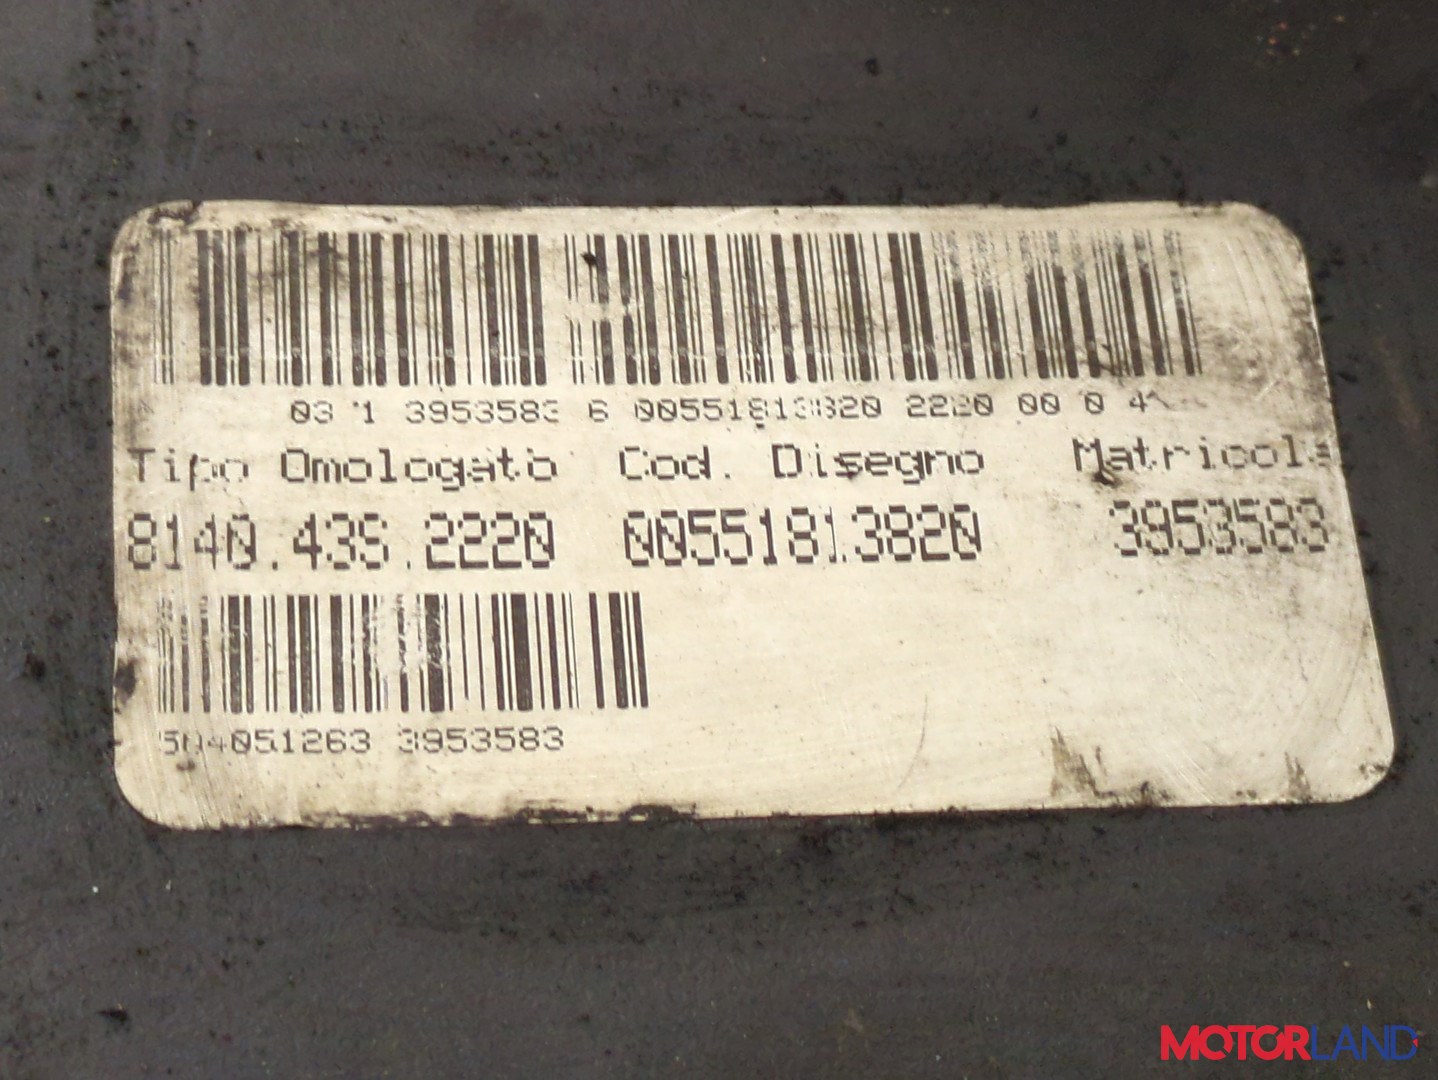 03 1 3953583 6 00551813820 2220 00 0 4
Tipo Omologato Cod. Disegno Matricola
8140.43S.2220 00551813820 3953583
504051263 3953583
MOTORLAND